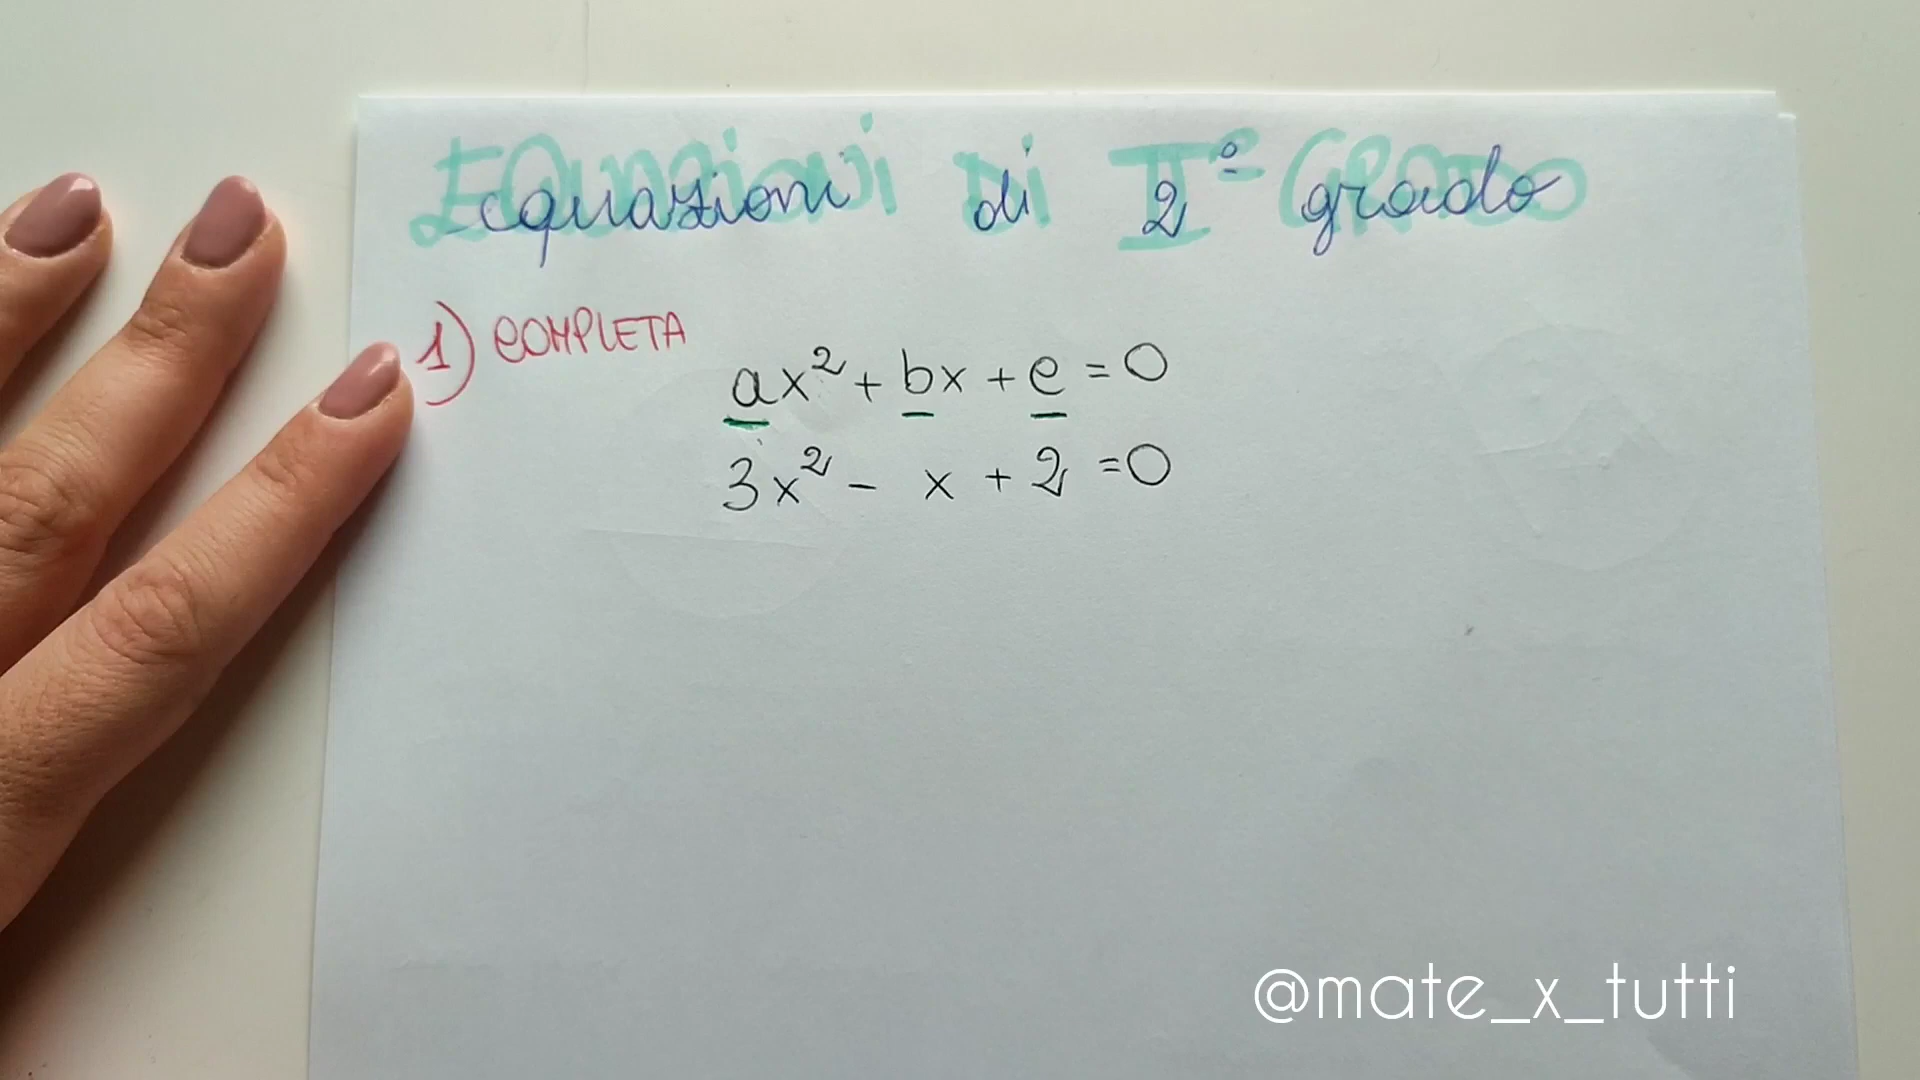 Equazioni di 2° grado
1) COMPLETA
ax² + bx + c = 0
3x² - x + 2 = 0
@mate_x_tutti